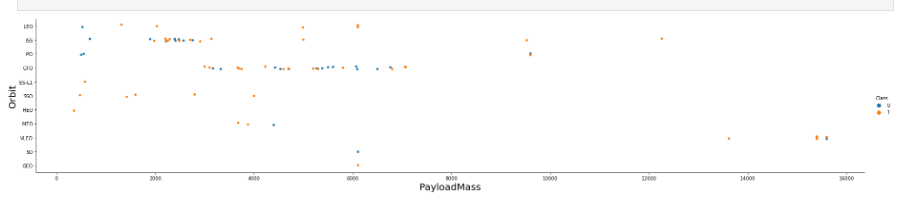 LEO
ISS
PO
GTO
ES-L1
SSO
HEO
MEO
VLEO
SO
GEO
Orbit
0 2000 4000 6000 8000 10000 12000 14000 16000
PayloadMass
Class
0
1